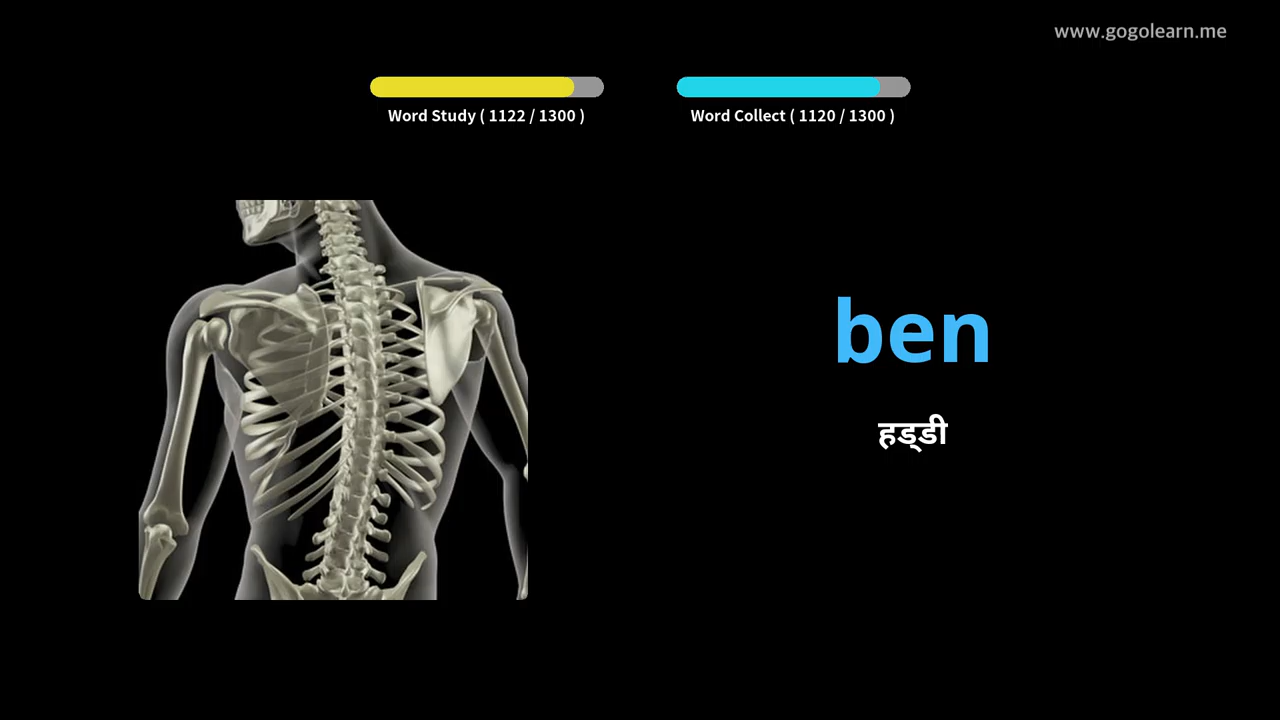 www.gogolearn.me
Word Study ( 1122 / 1300 )
Word Collect ( 1120 / 1300 )
ben
हड्डी